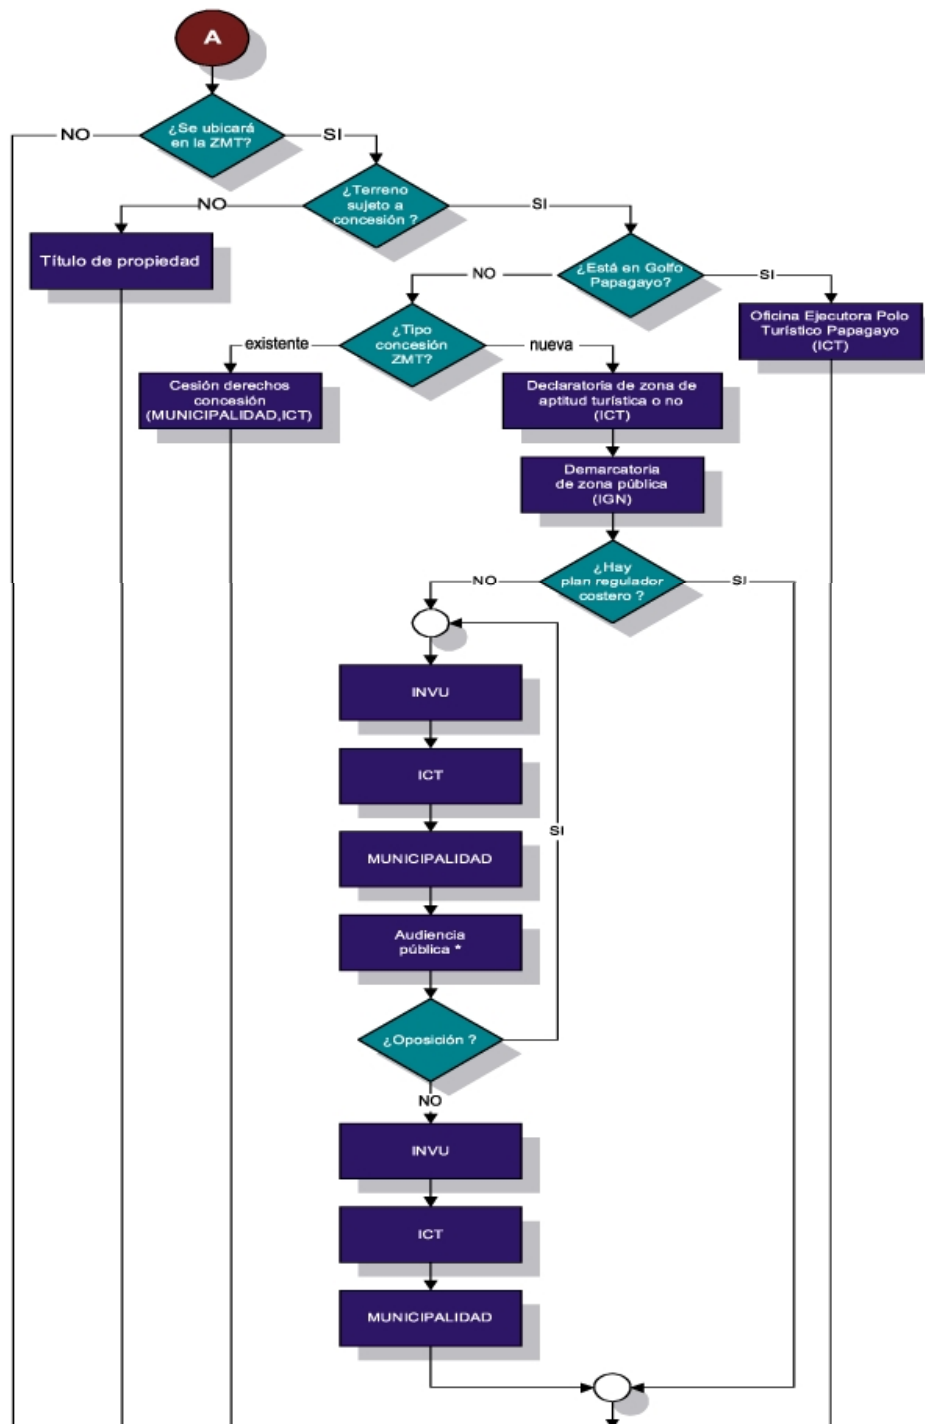 A
¿Se ubicará
en la ZMT?
NO
SI
¿Terreno
sujeto a
concesión ?
NO
SI
Título de propiedad
¿Está en Golfo
Papagayo?
NO
SI
Oficina Ejecutora Polo
Turístico Papagayo
(ICT)
¿Tipo
concesión
ZMT?
existente
nueva
Cesión derechos
concesión
(MUNICIPALIDAD,ICT)
Declaratoria de zona de
aptitud turística o no
(ICT)
Demarcatoria
de zona pública
(IGN)
¿Hay
plan regulador
costero ?
NO
SI
INVU
ICT
SI
MUNICIPALIDAD
Audiencia
pública *
¿Oposición ?
NO
INVU
ICT
MUNICIPALIDAD